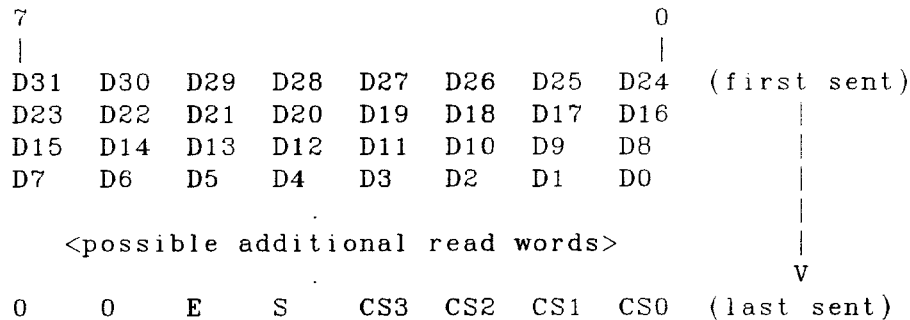 7 0
D31 D30 D29 D28 D27 D26 D25 D24 (first sent)
D23 D22 D21 D20 D19 D18 D17 D16
D15 D14 D13 D12 D11 D10 D9 D8
D7 D6 D5 D4 D3 D2 D1 D0
<possible additional read words>
V
0 0 E S CS3 CS2 CS1 CS0 (last sent)